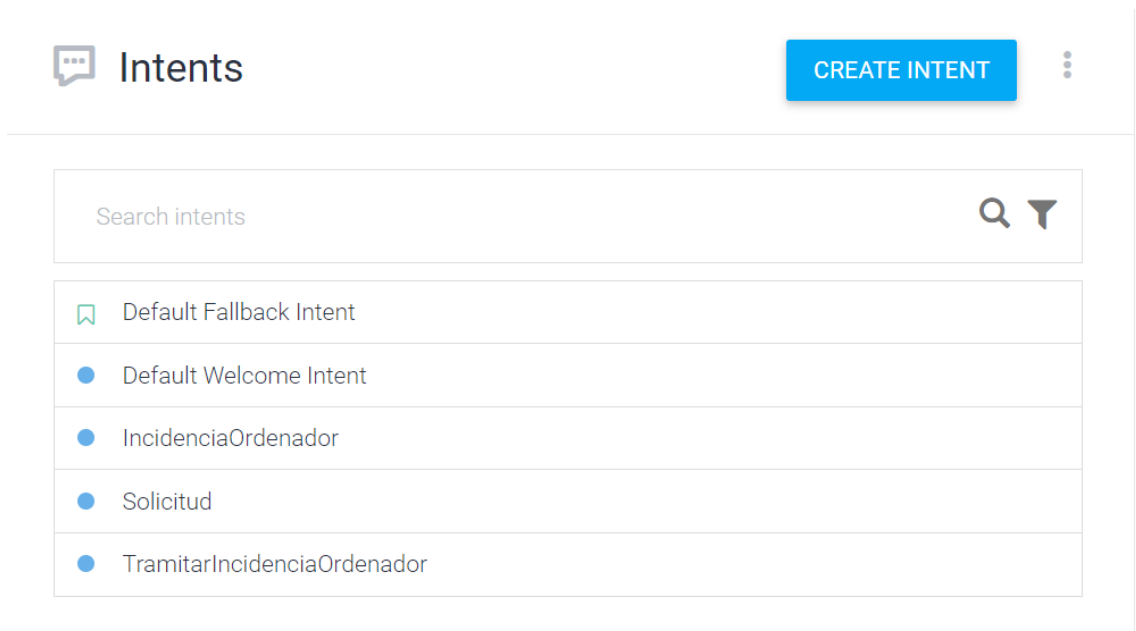 Intents
CREATE INTENT
Search intents
Default Fallback Intent
Default Welcome Intent
IncidenciaOrdenador
Solicitud
TramitarIncidenciaOrdenador